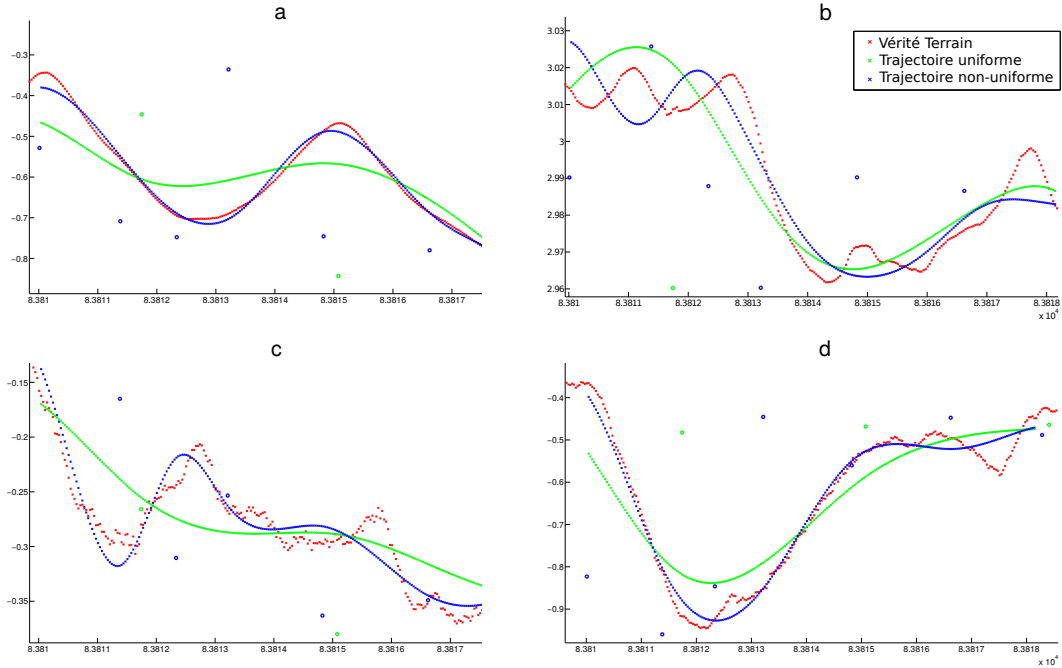 a
−0.3
−0.4
−0.5
−0.6
−0.7
−0.8
8.381 8.3811 8.3812 8.3813 8.3814 8.3815 8.3816 8.3817
b
3.03
3.02
3.01
3
2.99
2.98
2.97
2.96
8.381 8.3811 8.3812 8.3813 8.3814 8.3815 8.3816 8.3817 8.3818
x 10⁴
Vérité Terrain
Trajectoire uniforme
Trajectoire non-uniforme
c
−0.15
−0.2
−0.25
−0.3
−0.35
8.381 8.3811 8.3812 8.3813 8.3814 8.3815 8.3816 8.3817
d
−0.4
−0.5
−0.6
−0.7
−0.8
−0.9
8.381 8.3811 8.3812 8.3813 8.3814 8.3815 8.3816 8.3817 8.3818
x 10⁴